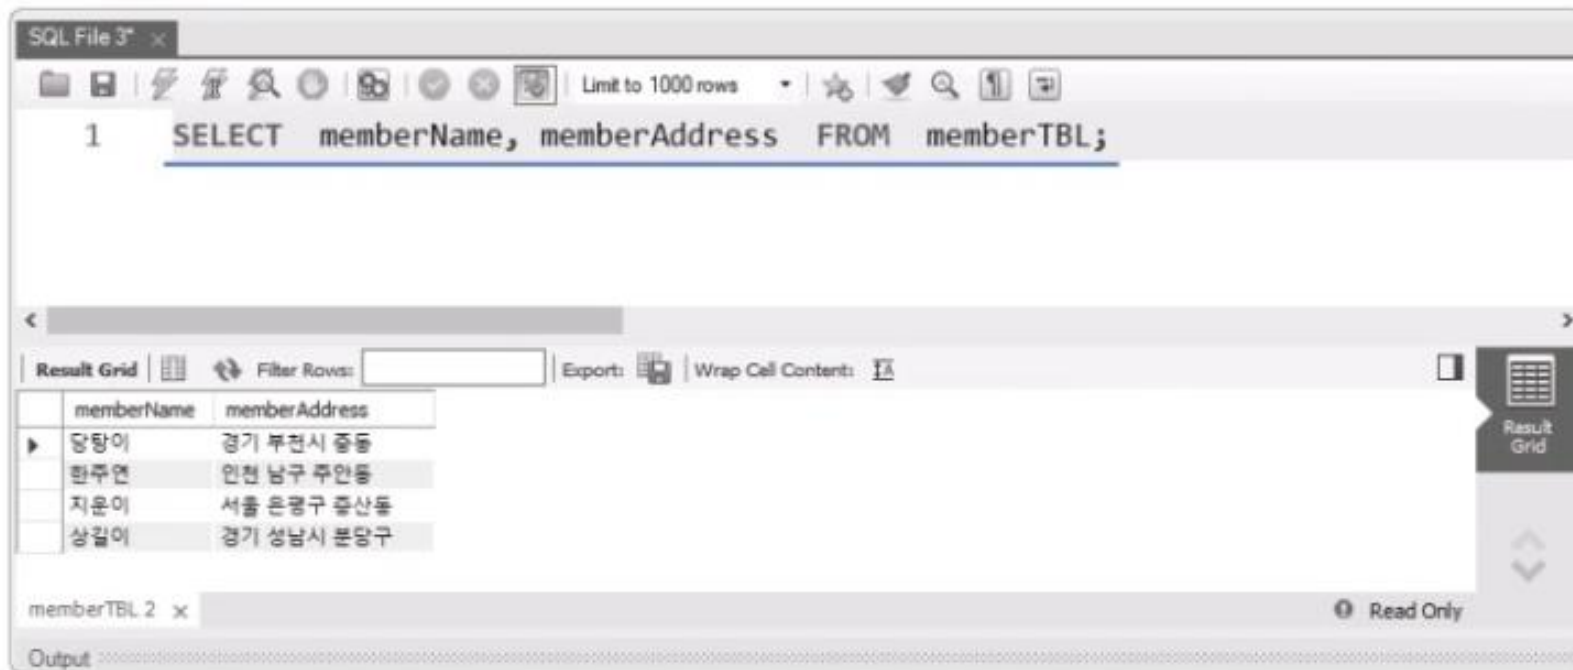 SQL File 3* ×
Limit to 1000 rows
1 SELECT memberName, memberAddress FROM memberTBL;
Result Grid Filter Rows: Export: Wrap Cell Content: IA
memberName memberAddress
당탕이 경기 부천시 중동
한주연 인천 남구 주안동
지운이 서울 은평구 증산동
상길이 경기 성남시 분당구
Result
Grid
memberTBL 2 × Read Only
Output